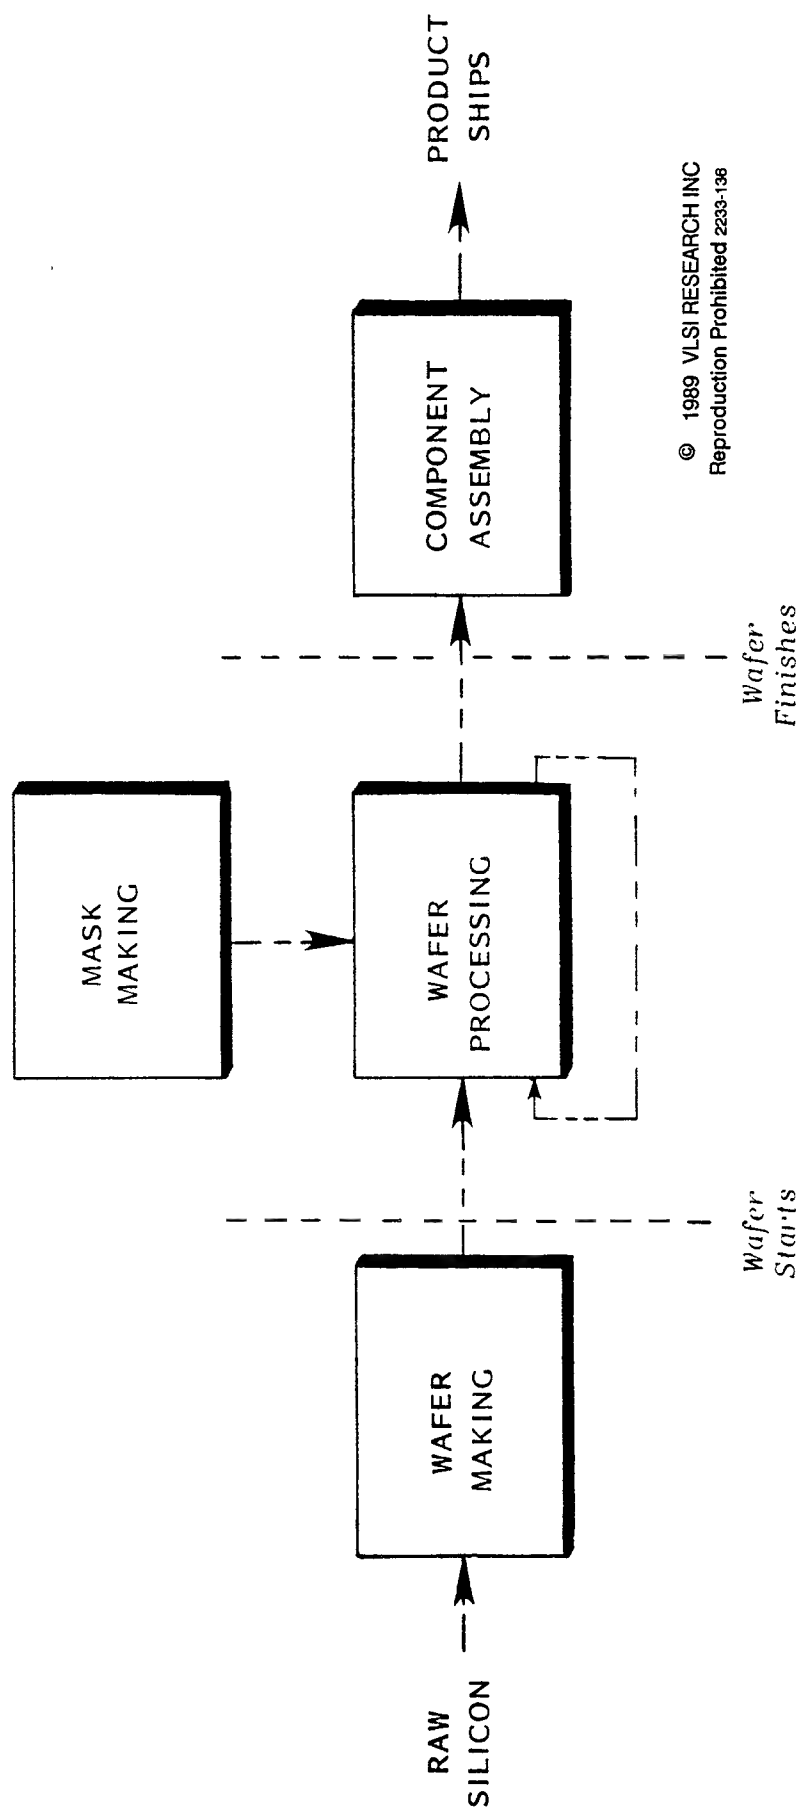 RAW
SILICON
WAFER
MAKING
Wafer
Starts
MASK
MAKING
WAFER
PROCESSING
Wafer
Finishes
COMPONENT
ASSEMBLY
PRODUCT
SHIPS
© 1989 VLSI RESEARCH INC
Reproduction Prohibited 2233-136